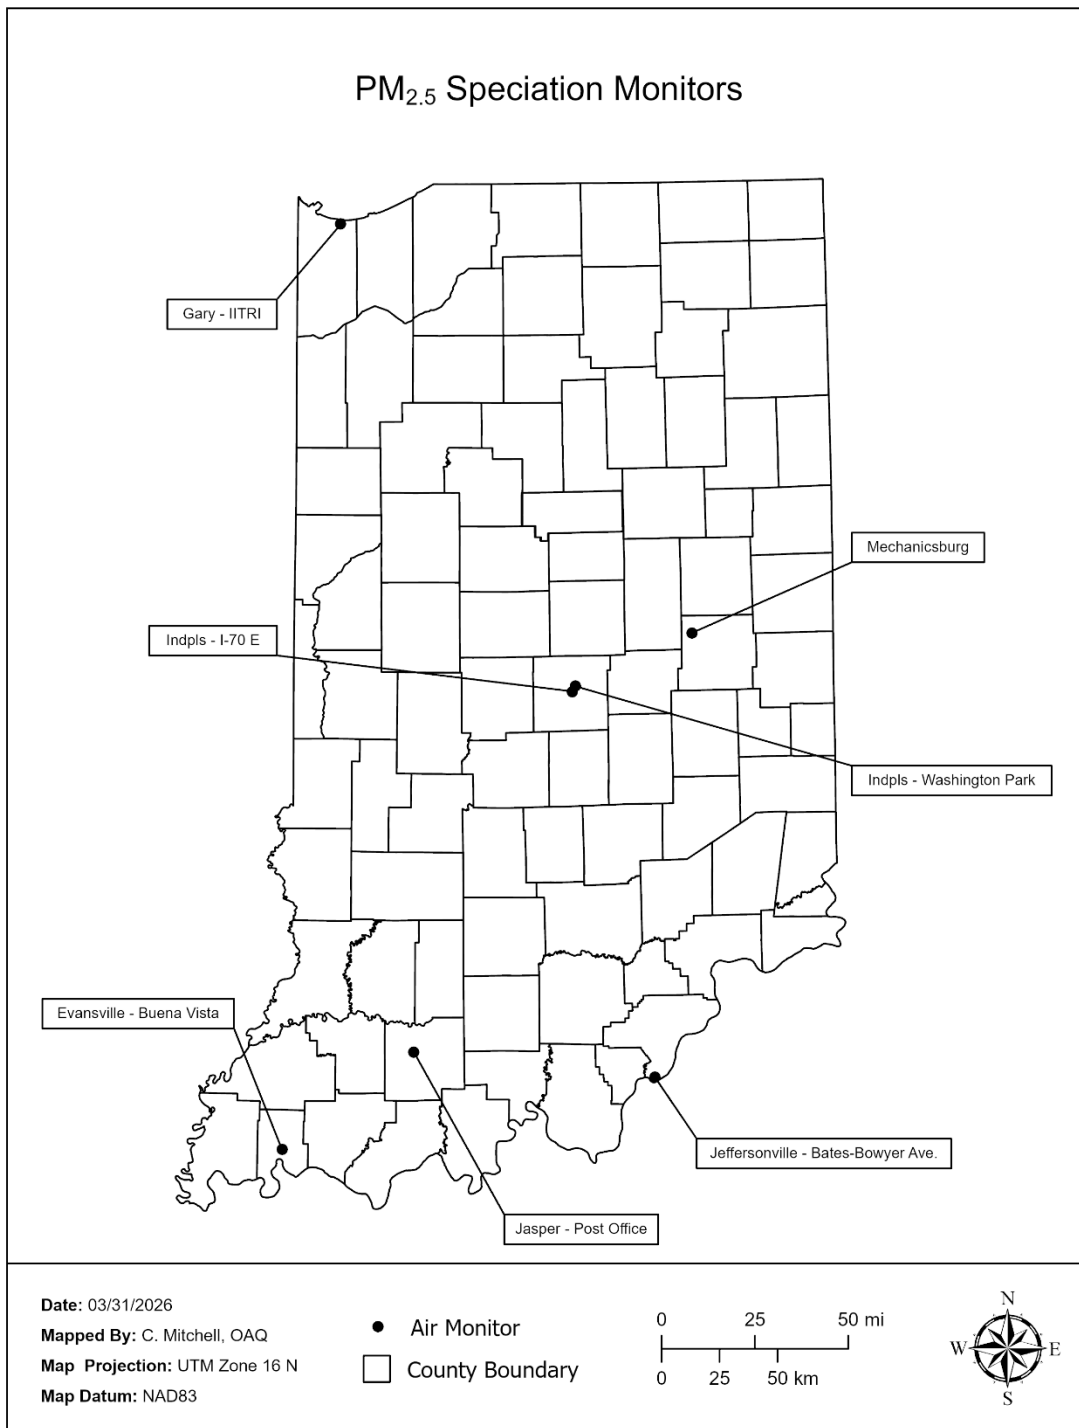 PM2.5 Speciation Monitors
Gary - IITRI
Mechanicsburg
Indpls - I-70 E
Indpls - Washington Park
Evansville - Buena Vista
Jeffersonville - Bates-Bowyer Ave.
Jasper - Post Office
Date: 03/31/2026
Mapped By: C. Mitchell, OAQ
Map Projection: UTM Zone 16 N
Map Datum: NAD83
Air Monitor
County Boundary
0 25 50 mi
0 25 50 km
N
W E
S